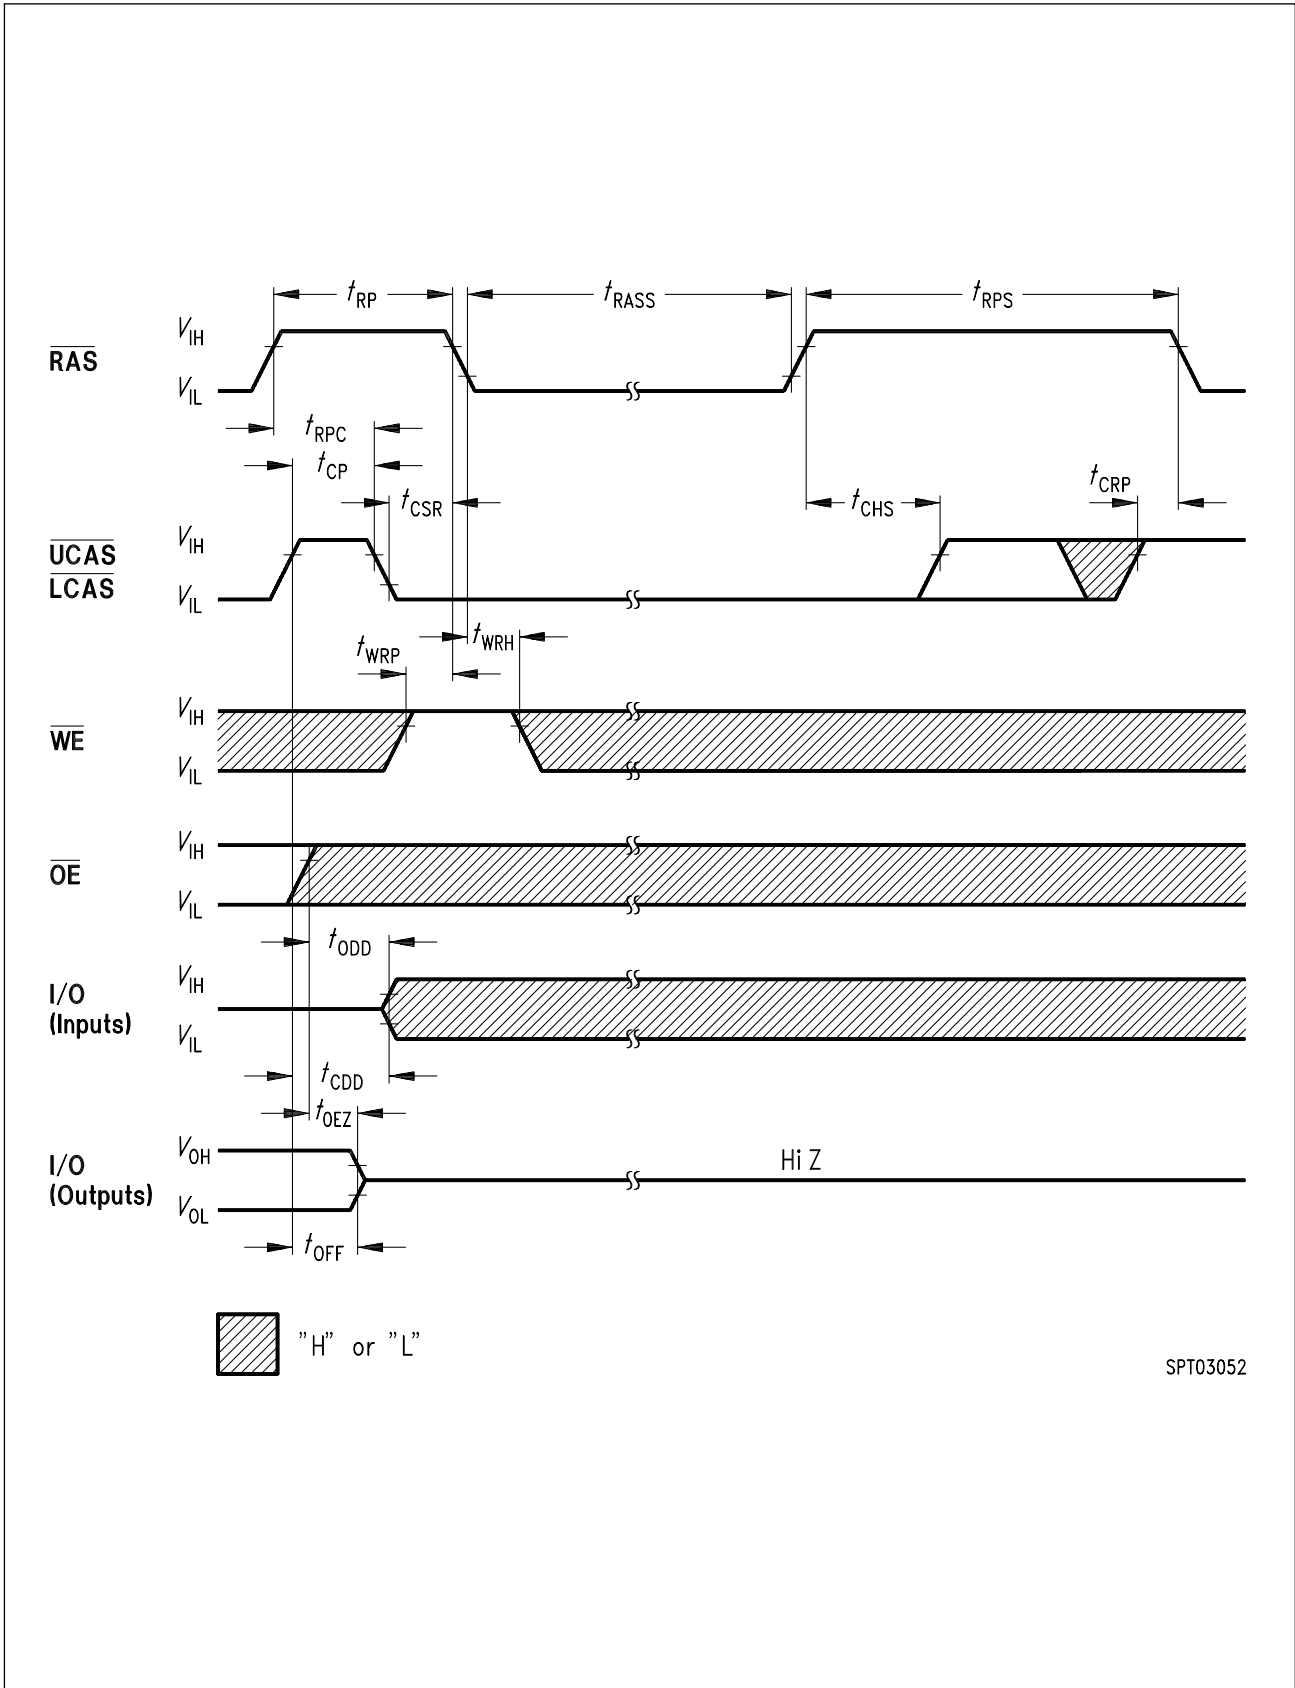 tRP
tRASS
tRPS
RAS
VIH
VIL
tRPC
tCP
tCSR
tCHS
tCRP
UCAS
LCAS
VIH
VIL
tWRP
tWRH
WE
VIH
VIL
OE
VIH
VIL
tODD
I/O
(Inputs)
VIH
VIL
tCDD
tOEZ
I/O
(Outputs)
VOH
VOL
Hi Z
tOFF
"H" or "L"
SPT03052